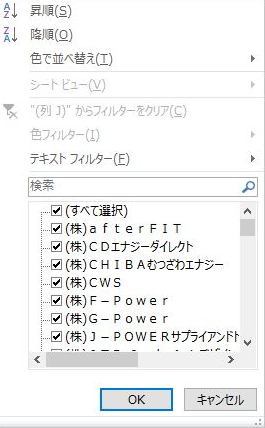 昇順(S)
降順(O)
色で並べ替え(T)
シート ビュー(V)
"(列 J)" からフィルターをクリア(C)
色フィルター(I)
テキスト フィルター(F)
検索
(すべて選択)
(株)ａｆｔｅｒＦＩＴ
(株)ＣＤエナジーダイレクト
(株)ＣＨＩＢＡむつざわエナジー
(株)ＣＷＳ
(株)Ｆ－Ｐｏｗｅｒ
(株)Ｇ－Ｐｏｗｅｒ
(株)Ｊ－ＰＯＷＥＲサプライアンドト
OK
キャンセル